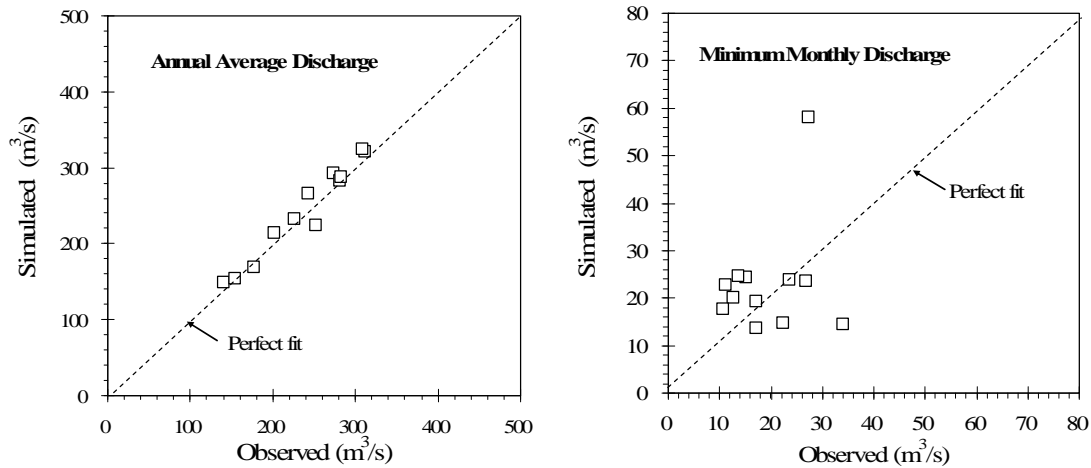 Annual Average Discharge
Simulated (m³/s)
500
400
300
200
100
0
Perfect fit
100 200 300 400 500
Observed (m³/s)
Minimum Monthly Discharge
Simulated (m³/s)
80
70
60
50
40
30
20
10
0
Perfect fit
0 10 20 30 40 50 60 70 80
Observed (m³/s)